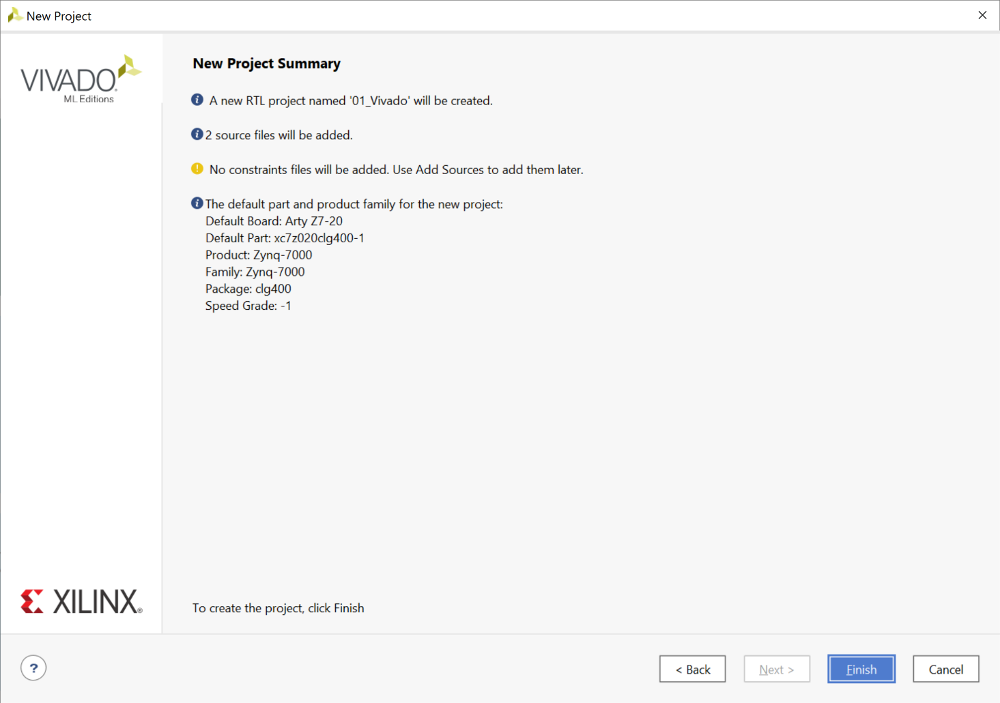 New Project
VIVADO.
ML Editions
New Project Summary
A new RTL project named '01_Vivado' will be created.
2 source files will be added.
No constraints files will be added. Use Add Sources to add them later.
The default part and product family for the new project:
Default Board: Arty Z7-20
Default Part: xc7z020clg400-1
Product: Zynq-7000
Family: Zynq-7000
Package: clg400
Speed Grade: -1
XILINX®
To create the project, click Finish
?
< Back
Next >
Finish
Cancel